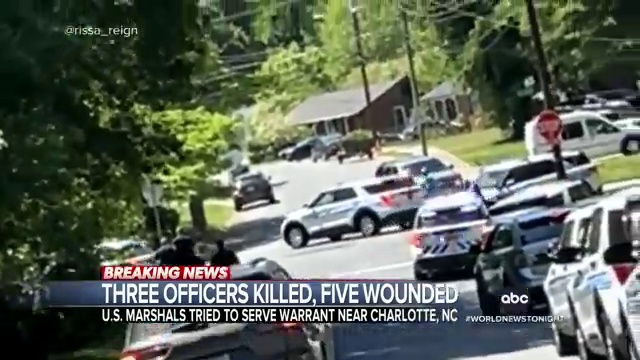 @rissa_reign
BREAKING NEWS
THREE OFFICERS KILLED, FIVE WOUNDED
abc
U.S. MARSHALS TRIED TO SERVE WARRANT NEAR CHARLOTTE, NC
#WORLDNEWSTONIGHT